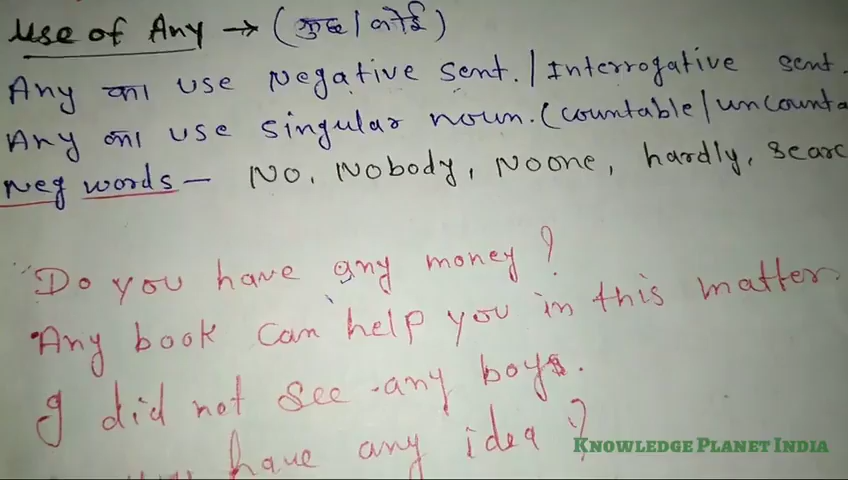 Use of Any → (कुछ / कोई)
Any का use Negative sent. / Interrogative sent.
Any का use singular noun. (countable / uncounta
Neg words - No, Nobody, Noone, hardly, scarc
Do you have any money?
Any book can help you in this matter.
I did not see any boys.
have any idea?
KNOWLEDGE PLANET INDIA